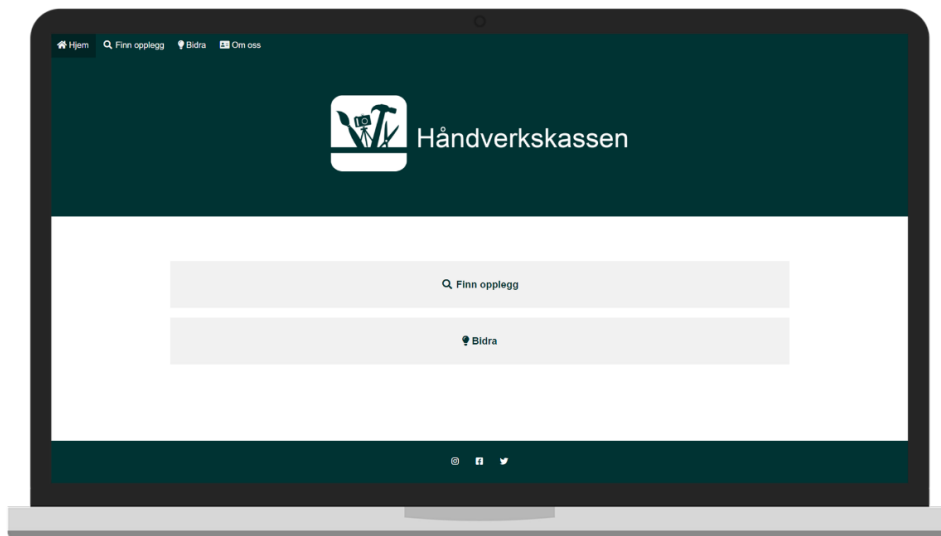 Hjem Finn opplegg Bidra Om oss
Håndverkskassen
Finn opplegg
Bidra